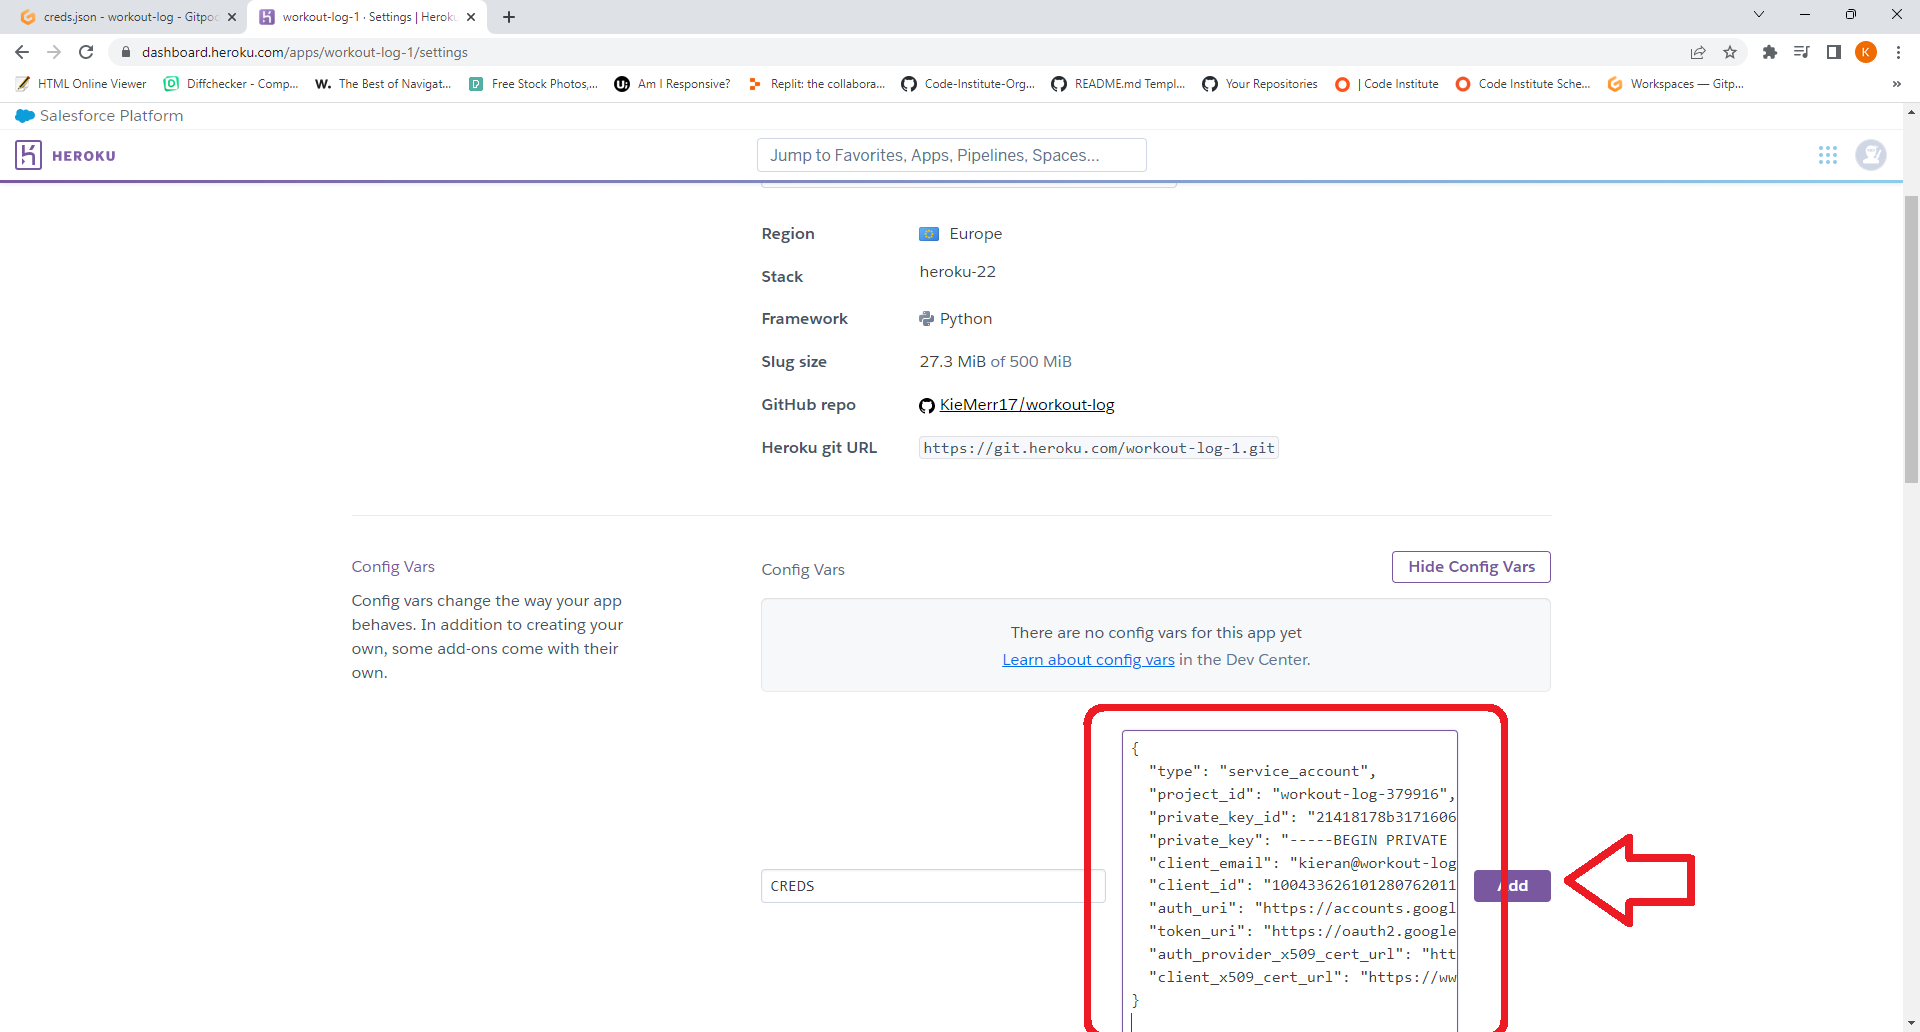 creds.json - workout-log - Gitpod
workout-log-1 · Settings | Heroku
dashboard.heroku.com/apps/workout-log-1/settings
K
HTML Online Viewer
Diffchecker - Comp...
W. The Best of Navigat...
Free Stock Photos,...
Am I Responsive?
Replit: the collabora...
Code-Institute-Org...
README.md Templ...
Your Repositories
| Code Institute
Code Institute Sche...
Workspaces — Gitp...
»
Salesforce Platform
HEROKU
Jump to Favorites, Apps, Pipelines, Spaces...
Region Europe
Stack heroku-22
Framework Python
Slug size 27.3 MiB of 500 MiB
GitHub repo KieMerr17/workout-log
Heroku git URL https://git.heroku.com/workout-log-1.git
Config Vars
Config vars change the way your app
behaves. In addition to creating your
own, some add-ons come with their
own.
Config Vars
Hide Config Vars
There are no config vars for this app yet
Learn about config vars in the Dev Center.
CREDS
{
"type": "service_account",
"project_id": "workout-log-379916",
"private_key_id": "21418178b3171606
"private_key": "-----BEGIN PRIVATE
"client_email": "kieran@workout-log
"client_id": "100433626101280762011
"auth_uri": "https://accounts.googl
"token_uri": "https://oauth2.google
"auth_provider_x509_cert_url": "htt
"client_x509_cert_url": "https://ww
}
Add